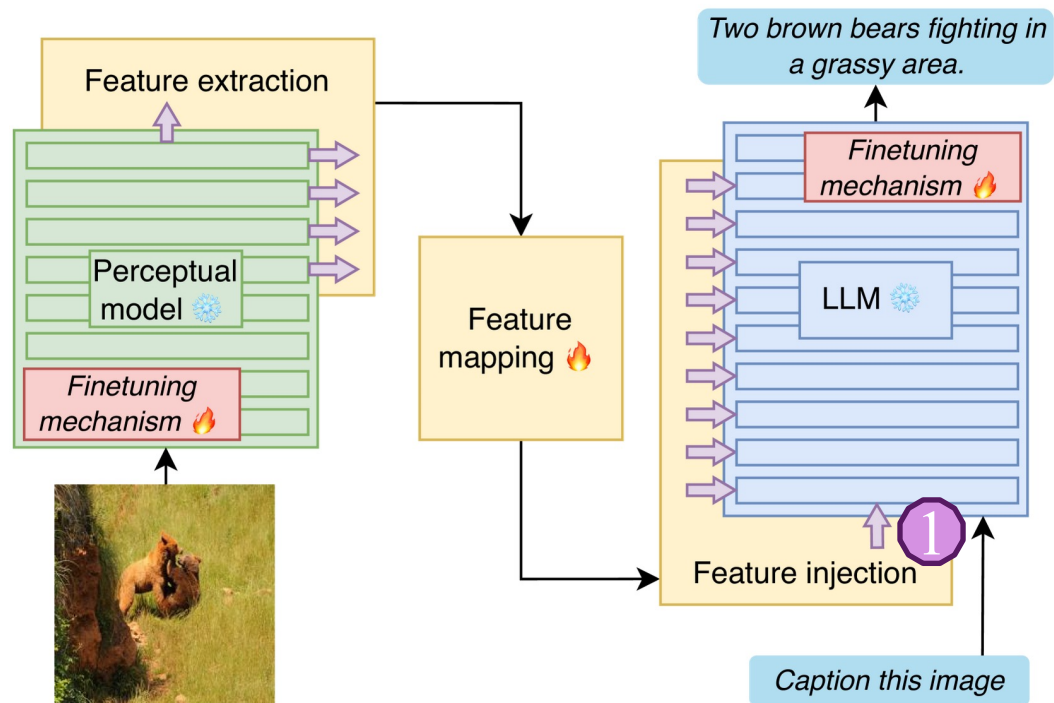 Feature extraction
Perceptual
model
Finetuning
mechanism
Feature
mapping
Two brown bears fighting in
a grassy area.
Finetuning
mechanism
LLM
1
Feature injection
Caption this image